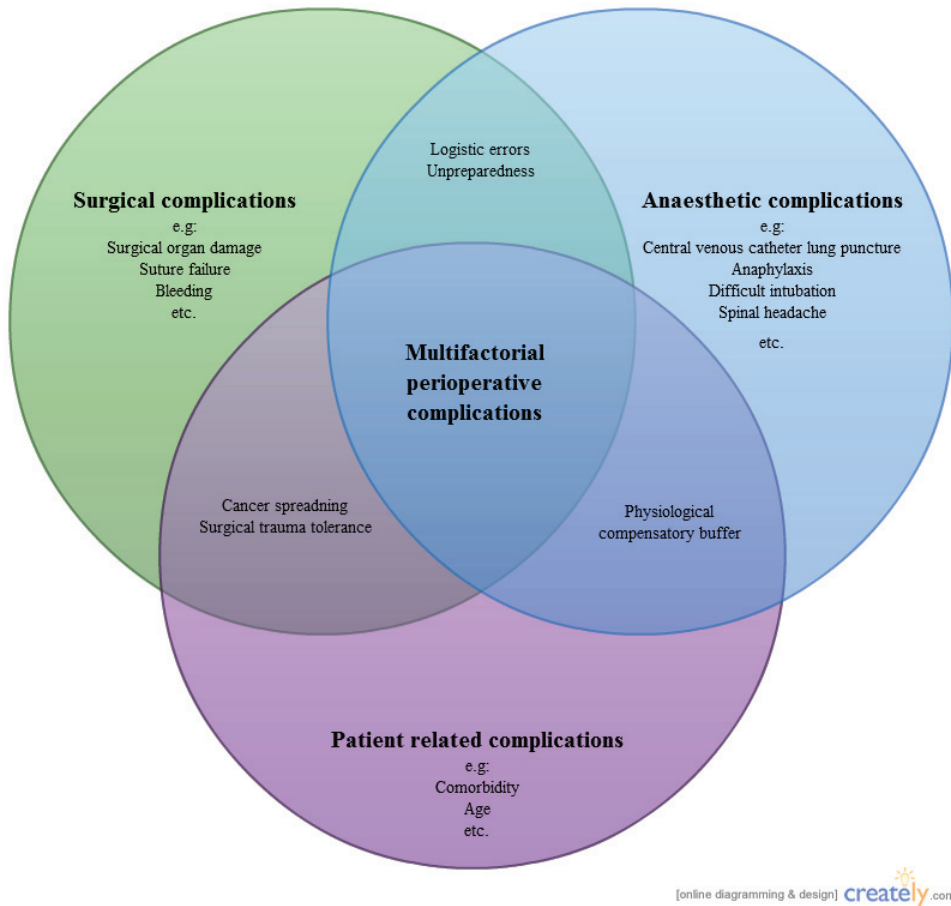 Logistic errors
Unpreparedness
Surgical complications
e.g:
Surgical organ damage
Suture failure
Bleeding
etc.
Anaesthetic complications
e.g:
Central venous catheter lung puncture
Anaphylaxis
Difficult intubation
Spinal headache
etc.
Multifactorial
perioperative
complications
Cancer spreadning
Surgical trauma tolerance
Physiological
compensatory buffer
Patient related complications
e.g:
Comorbidity
Age
etc.
[online diagramming & design] creately.com